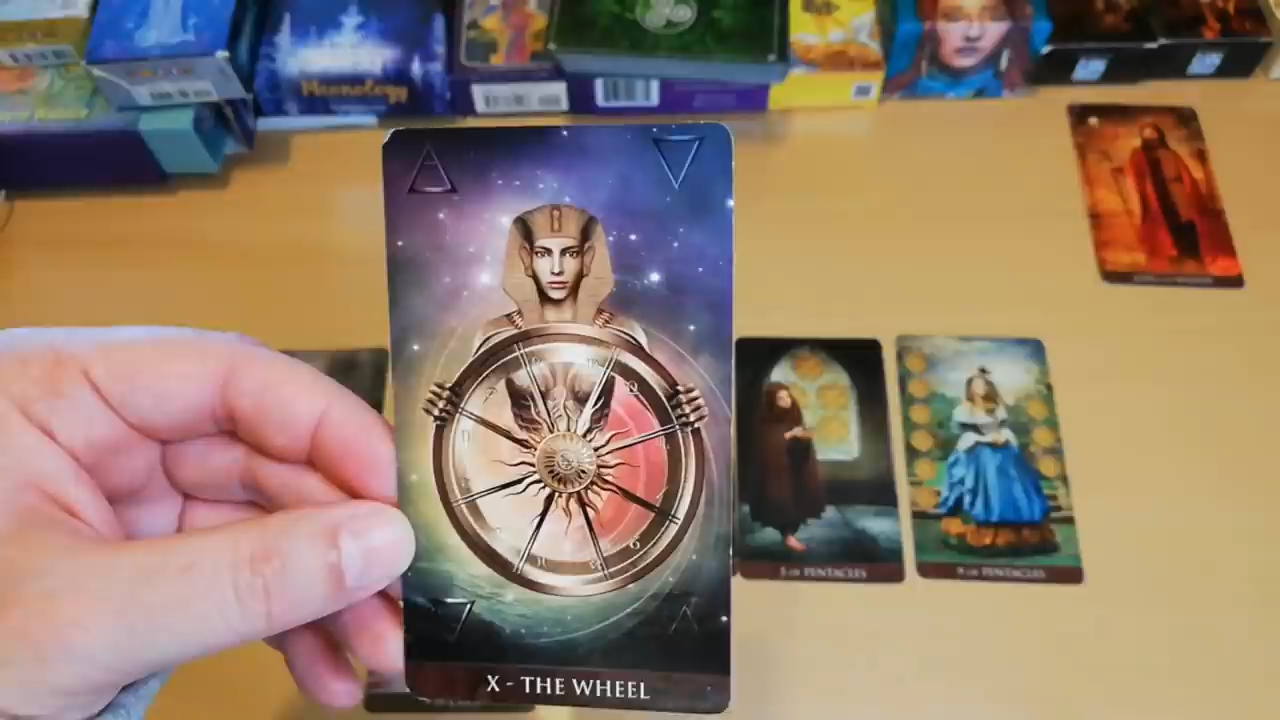 Moonology
X - THE WHEEL
5 OF PENTACLES
9 OF PENTACLES